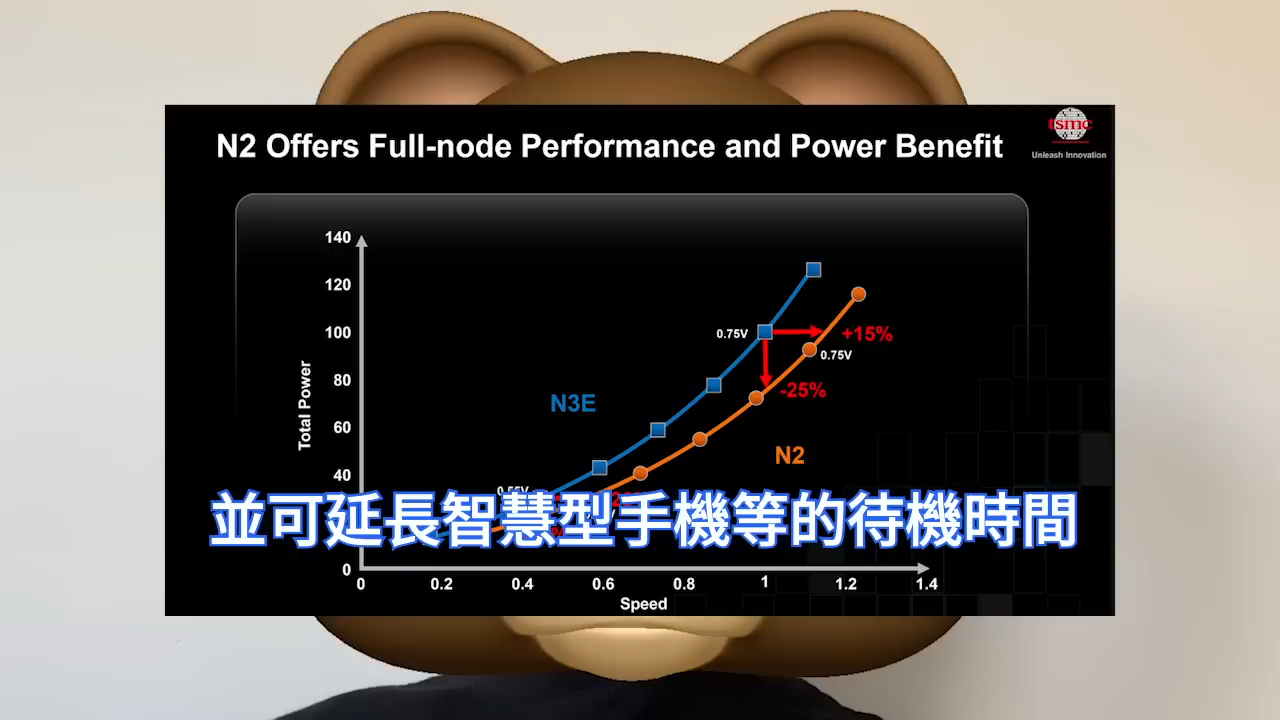 N2 Offers Full-node Performance and Power Benefit
tsmc
Unleash Innovation
140
120
100
80
60
40
0
Total Power
0.75V
+15%
0.75V
-25%
N3E
N2
0.55V
並可延長智慧型手機等的待機時間
0
0.2
0.4
0.6
0.8
1
1.2
1.4
Speed